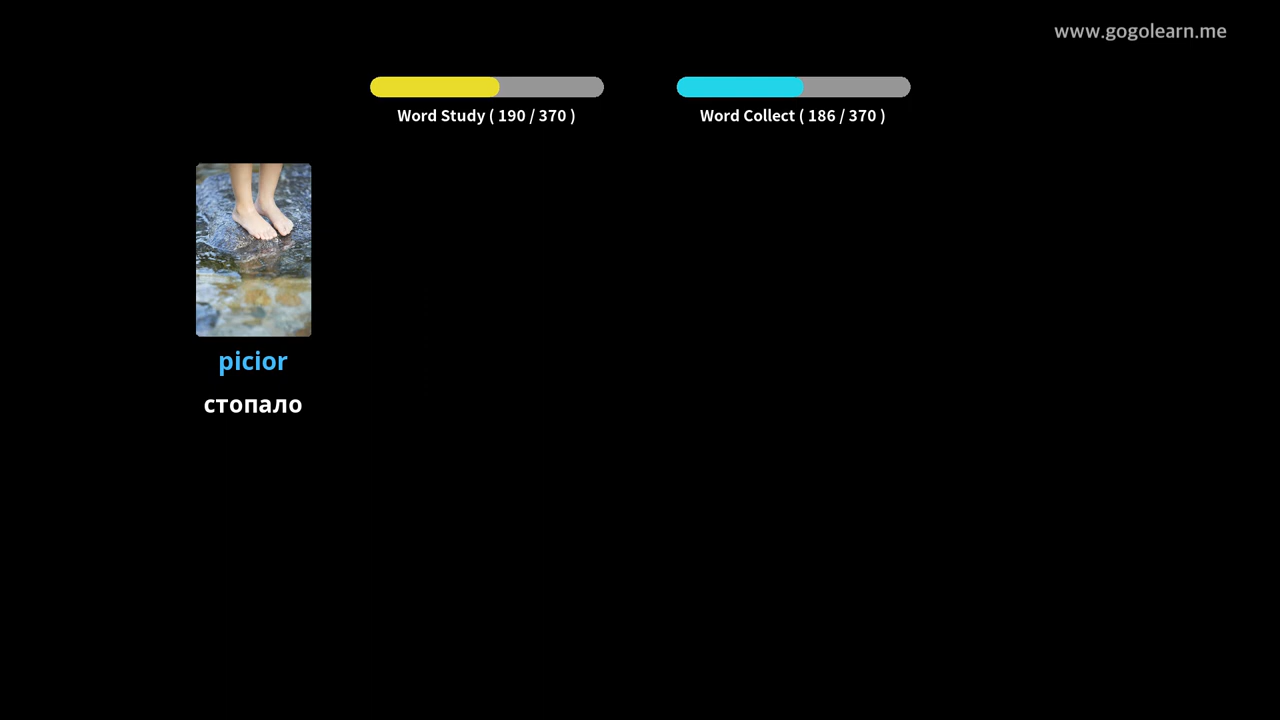 www.gogolearn.me
Word Study ( 190 / 370 )
Word Collect ( 186 / 370 )
picior
стопало